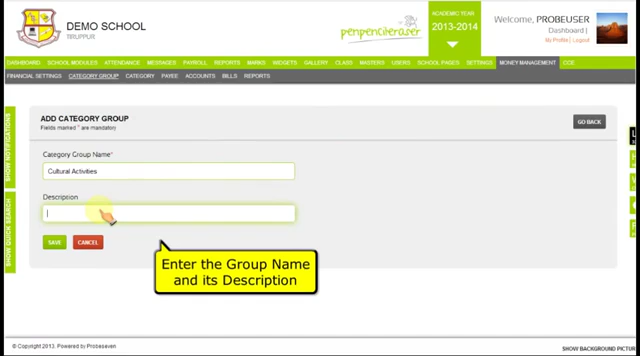 DEMO SCHOOL
TIRUPPUR
penpencileraser
ACADEMIC YEAR
2013-2014
Welcome, PROBEUSER
Dashboard |
My Profile | Logout
DASHBOARD SCHOOL MODULES ATTENDANCE MESSAGES PAYROLL REPORTS MARKS WIDGETS GALLERY CLASS MASTERS USERS SCHOOL PAGES SETTINGS MONEY MANAGEMENT CCE
FINANCIAL SETTINGS CATEGORY GROUP CATEGORY PAYEE ACCOUNTS BILLS REPORTS
SHOW NOTIFICATIONS
SHOW QUICK SEARCH
ADD CATEGORY GROUP
Fields marked * are mandatory
GO BACK
Category Group Name*
Cultural Activities
Description
SAVE CANCEL
Enter the Group Name
and its Description
© Copyright 2013. Powered by Probeseven
SHOW BACKGROUND PICTUR